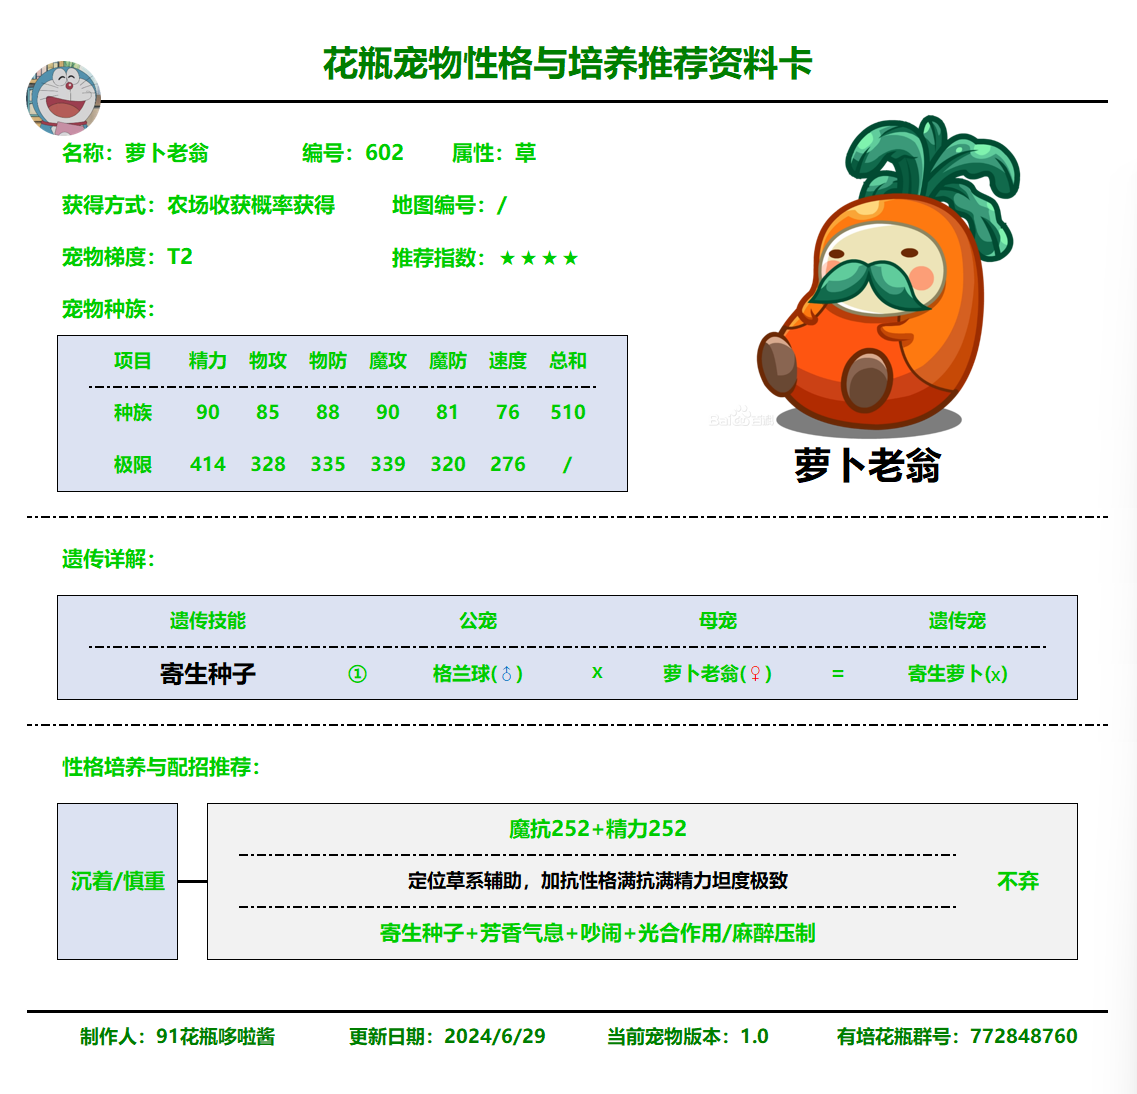 花瓶宠物性格与培养推荐资料卡
名称：萝卜老翁 编号：602 属性：草
获得方式：农场收获概率获得 地图编号：/
宠物梯度：T2 推荐指数：★★★★
宠物种族：
项目 精力 物攻 物防 魔攻 魔防 速度 总和
种族 90 85 88 90 81 76 510
极限 414 328 335 339 320 276 /
Bai百科
萝卜老翁
遗传详解：
遗传技能 公宠 母宠 遗传宠
寄生种子 ① 格兰球(♂) x 萝卜老翁(♀) = 寄生萝卜(x)
性格培养与配招推荐：
沉着/慎重
魔抗252+精力252
定位草系辅助，加抗性格满抗满精力坦度极致
不弃
寄生种子+芳香气息+吵闹+光合作用/麻醉压制
制作人：91花瓶哆啦酱 更新日期：2024/6/29 当前宠物版本：1.0 有培花瓶群号：772848760